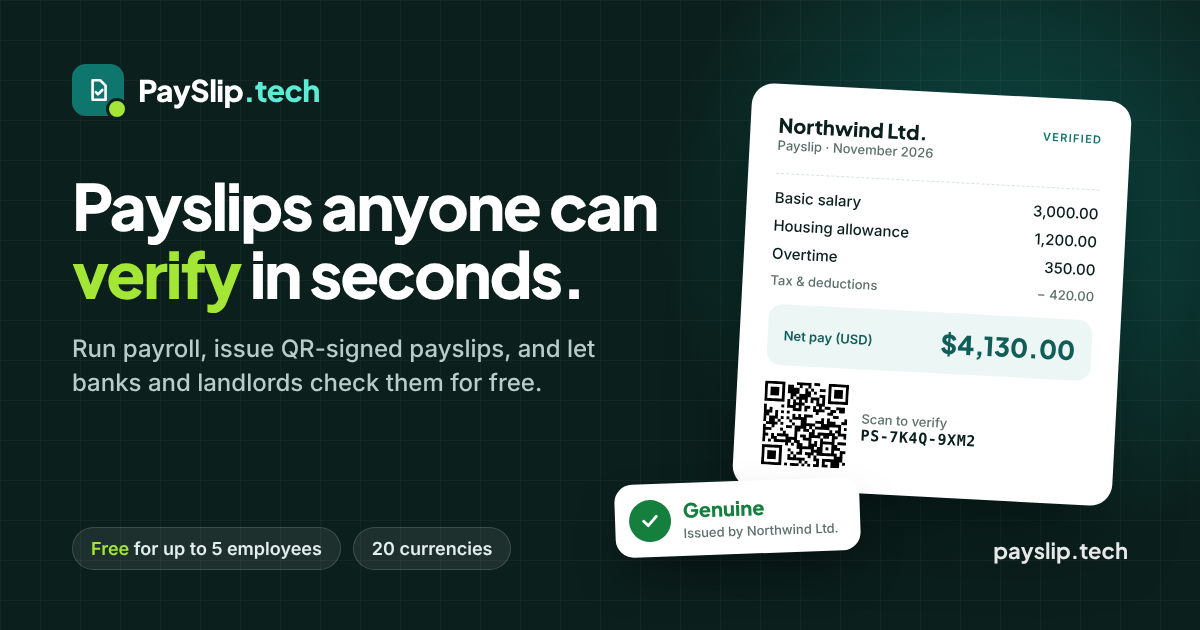 PaySlip.tech
Payslips anyone can
verify in seconds.
Run payroll, issue QR-signed payslips, and let
banks and landlords check them for free.
Free for up to 5 employees
20 currencies
Northwind Ltd.
VERIFIED
Payslip · November 2026
Basic salary 3,000.00
Housing allowance 1,200.00
Overtime 350.00
Tax & deductions − 420.00
Net pay (USD) $4,130.00
Scan to verify
PS-7K4Q-9XM2
Genuine
Issued by Northwind Ltd.
payslip.tech